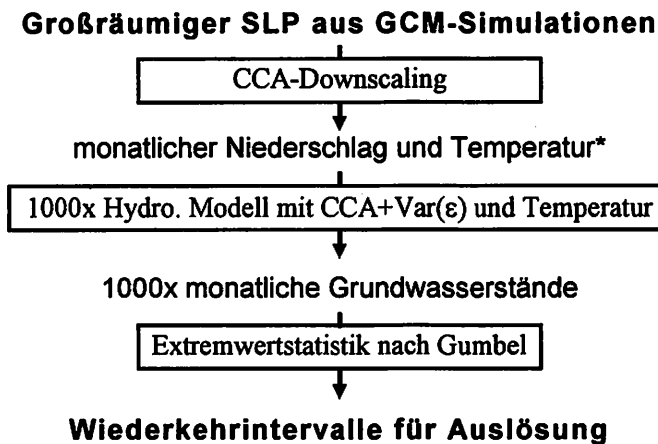 Großräumiger SLP aus GCM-Simulationen
CCA-Downscaling
monatlicher Niederschlag und Temperatur*
1000x Hydro. Modell mit CCA+Var(ε) und Temperatur
1000x monatliche Grundwasserstände
Extremwertstatistik nach Gumbel
Wiederkehrintervalle für Auslösung